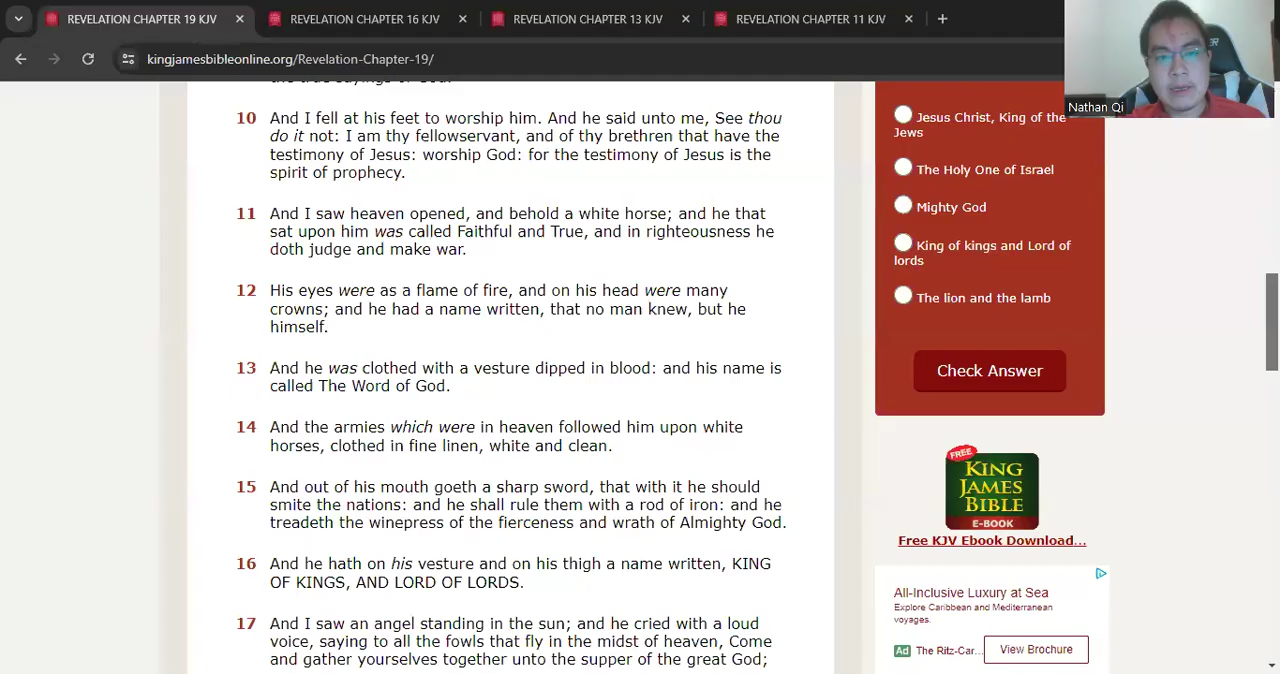 REVELATION CHAPTER 19 KJV
REVELATION CHAPTER 16 KJV
REVELATION CHAPTER 13 KJV
REVELATION CHAPTER 11 KJV
kingjamesbibleonline.org/Revelation-Chapter-19/
Nathan Qi
10 And I fell at his feet to worship him. And he said unto me, See thou
do it not: I am thy fellowservant, and of thy brethren that have the
testimony of Jesus: worship God: for the testimony of Jesus is the
spirit of prophecy.
11 And I saw heaven opened, and behold a white horse; and he that
sat upon him was called Faithful and True, and in righteousness he
doth judge and make war.
12 His eyes were as a flame of fire, and on his head were many
crowns; and he had a name written, that no man knew, but he
himself.
13 And he was clothed with a vesture dipped in blood: and his name is
called The Word of God.
14 And the armies which were in heaven followed him upon white
horses, clothed in fine linen, white and clean.
15 And out of his mouth goeth a sharp sword, that with it he should
smite the nations: and he shall rule them with a rod of iron: and he
treadeth the winepress of the fierceness and wrath of Almighty God.
16 And he hath on his vesture and on his thigh a name written, KING
OF KINGS, AND LORD OF LORDS.
17 And I saw an angel standing in the sun; and he cried with a loud
voice, saying to all the fowls that fly in the midst of heaven, Come
and gather yourselves together unto the supper of the great God;
Jesus Christ, King of the
Jews
The Holy One of Israel
Mighty God
King of kings and Lord of
lords
The lion and the lamb
Check Answer
FREE
KING
JAMES
BIBLE
E-BOOK
Free KJV Ebook Download...
All-Inclusive Luxury at Sea
Explore Caribbean and Mediterranean
voyages.
Ad The Ritz-Car...
View Brochure